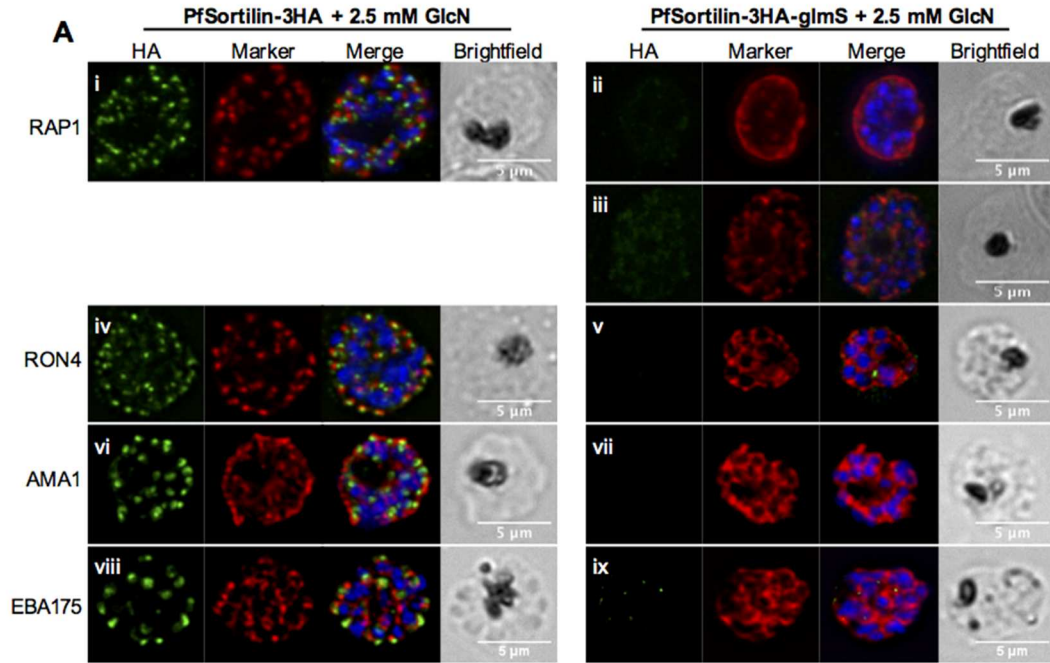 A
PfSortilin-3HA + 2.5 mM GlcN
PfSortilin-3HA-glmS + 2.5 mM GlcN
HA Marker Merge Brightfield
HA Marker Merge Brightfield
RAP1
i
5 µm
ii
5 µm
iii
5 µm
RON4
iv
5 µm
v
5 µm
AMA1
vi
5 µm
vii
5 µm
EBA175
viii
5 µm
ix
5 µm